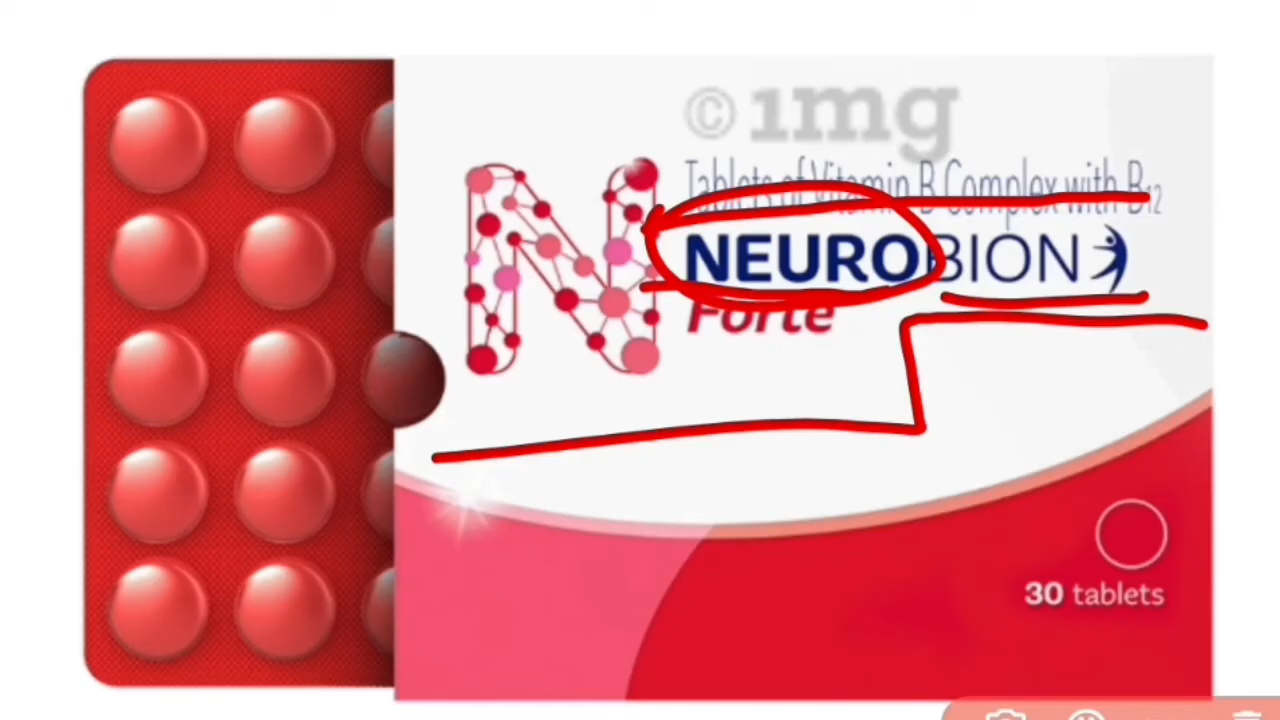 © 1mg
Tablets of Vitamin B Complex with B12
NEUROBION
Forte
30 tablets